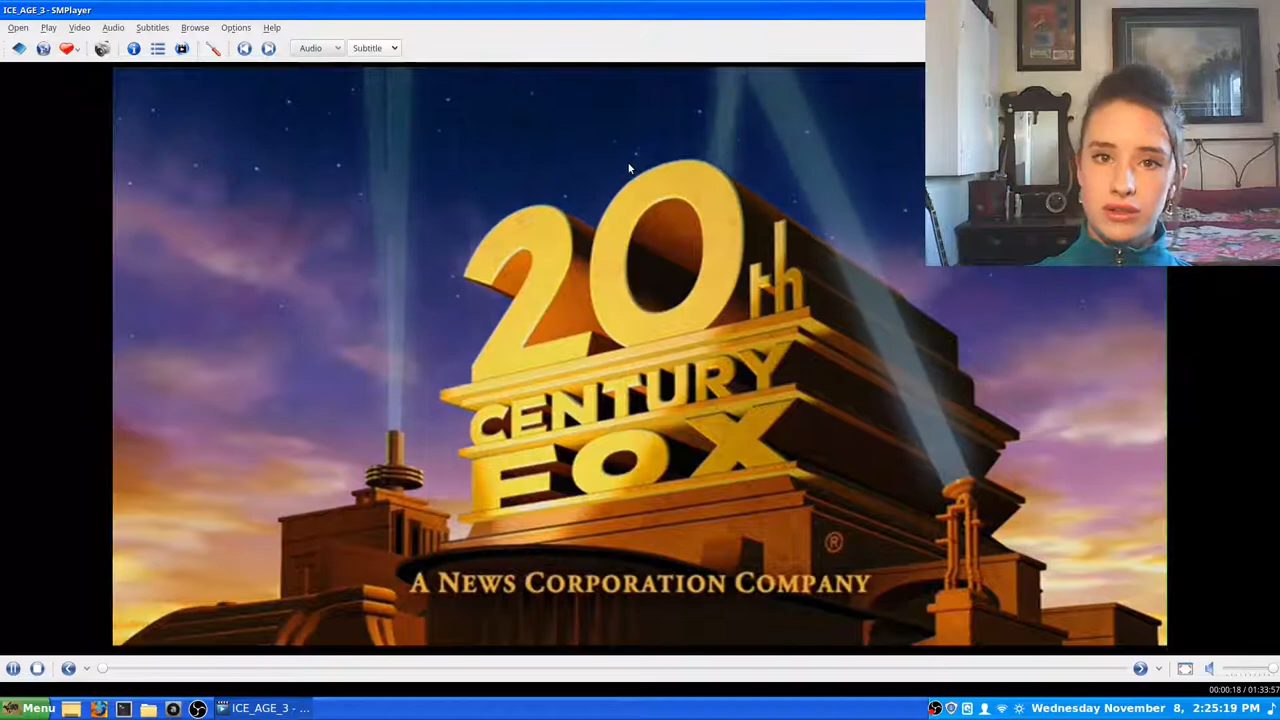 ICE_AGE_3 - SMPlayer
Open Play Video Audio Subtitles Browse Options Help
Audio Subtitle
20th
CENTURY
FOX
®
A NEWS CORPORATION COMPANY
00:00:18 / 01:33:57
Menu ICE_AGE_3 - ... Wednesday November 8, 2:25:19 PM